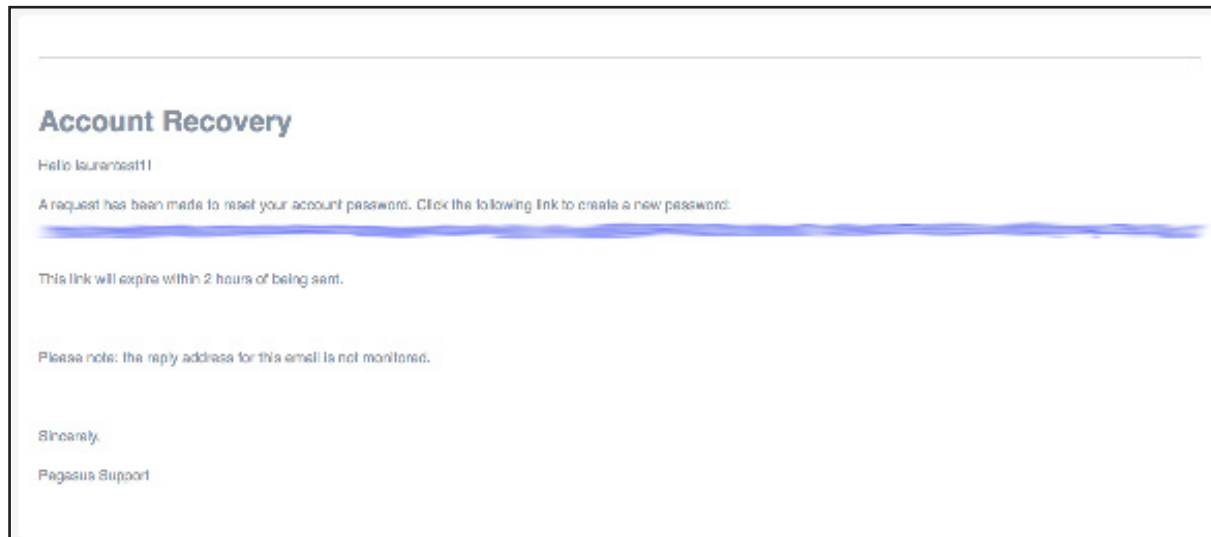 Account Recovery
Hello laurentest1!
A request has been made to reset your account password. Click the following link to create a new password:
This link will expire within 2 hours of being sent.
Please note: the reply address for this email is not monitored.
Sincerely,
Pegasus Support